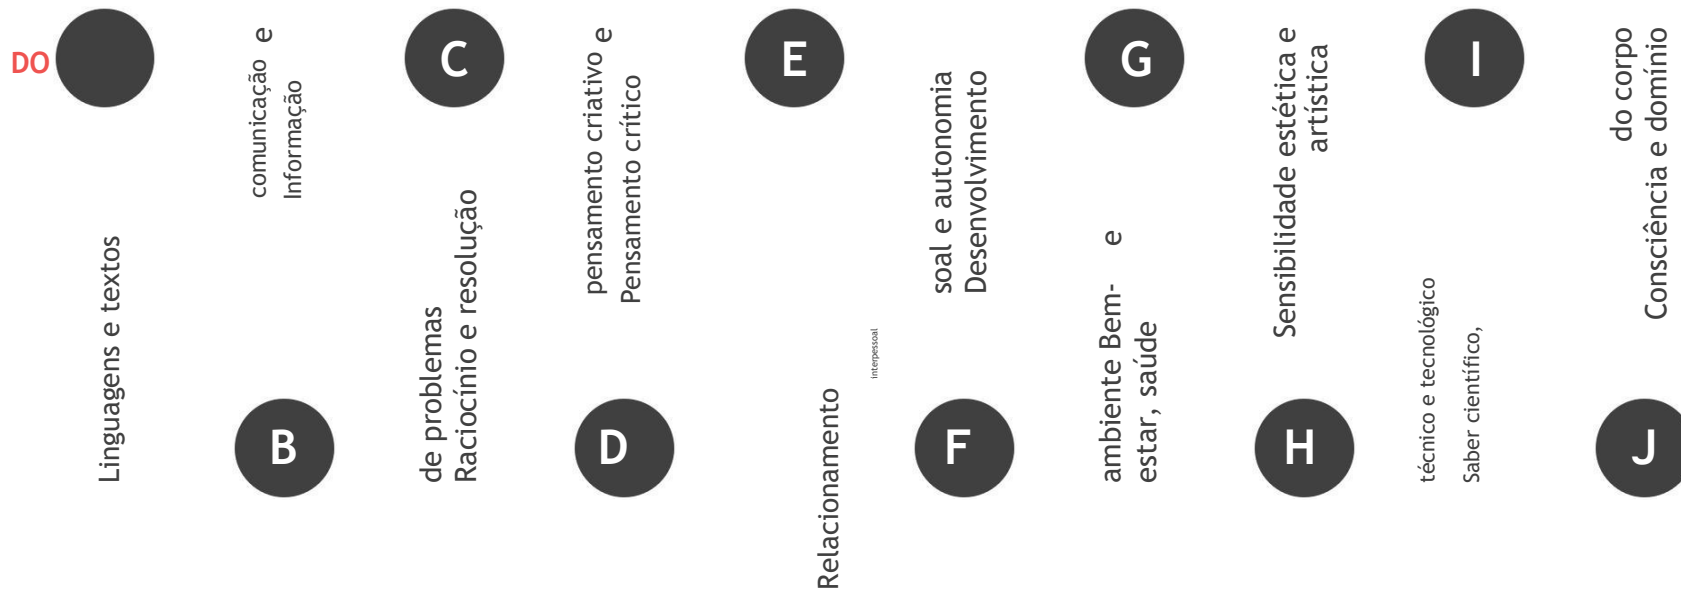 DO
Linguagens e textos
B
comunicação e
Informação
C
de problemas
Raciocínio e resolução
D
pensamento criativo e
Pensamento crítico
E
Relacionamento
interpessoal
F
soal e autonomia
Desenvolvimento
G
ambiente Bem- e
estar, saúde
H
Sensibilidade estética e
artística
I
técnico e tecnológico
Saber científico,
J
do corpo
Consciência e domínio